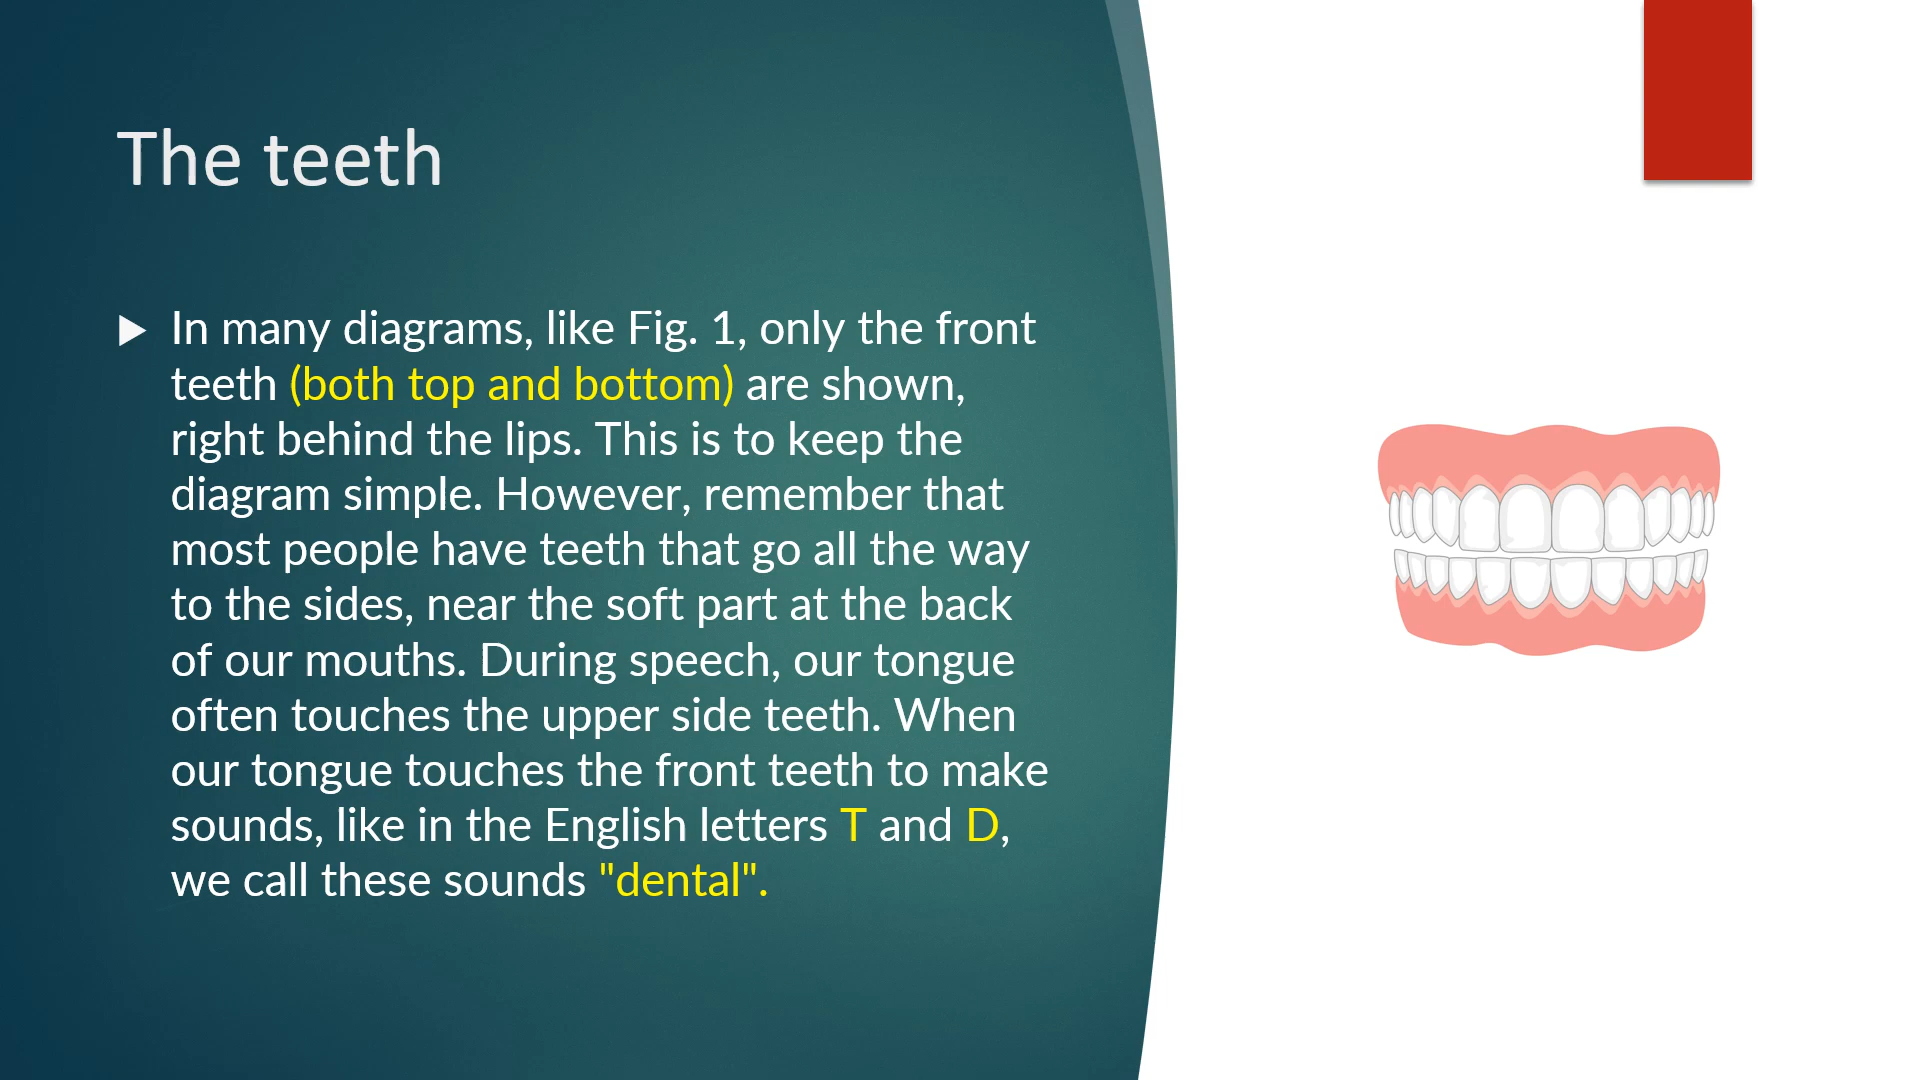 The teeth
In many diagrams, like Fig. 1, only the front
teeth (both top and bottom) are shown,
right behind the lips. This is to keep the
diagram simple. However, remember that
most people have teeth that go all the way
to the sides, near the soft part at the back
of our mouths. During speech, our tongue
often touches the upper side teeth. When
our tongue touches the front teeth to make
sounds, like in the English letters T and D,
we call these sounds "dental".